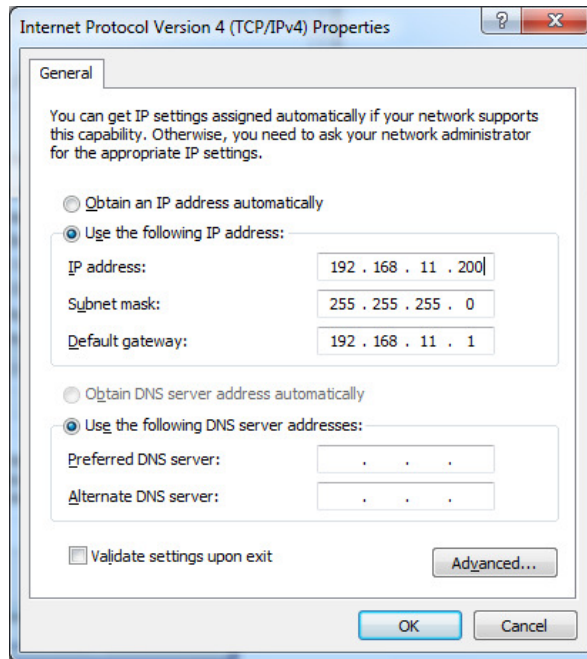 Internet Protocol Version 4 (TCP/IPv4) Properties
?
X
General
You can get IP settings assigned automatically if your network supports
this capability. Otherwise, you need to ask your network administrator
for the appropriate IP settings.
Obtain an IP address automatically
Use the following IP address:
IP address: 192 . 168 . 11 . 200
Subnet mask: 255 . 255 . 255 . 0
Default gateway: 192 . 168 . 11 . 1
Obtain DNS server address automatically
Use the following DNS server addresses:
Preferred DNS server: . . .
Alternate DNS server: . . .
Validate settings upon exit
Advanced...
OK Cancel